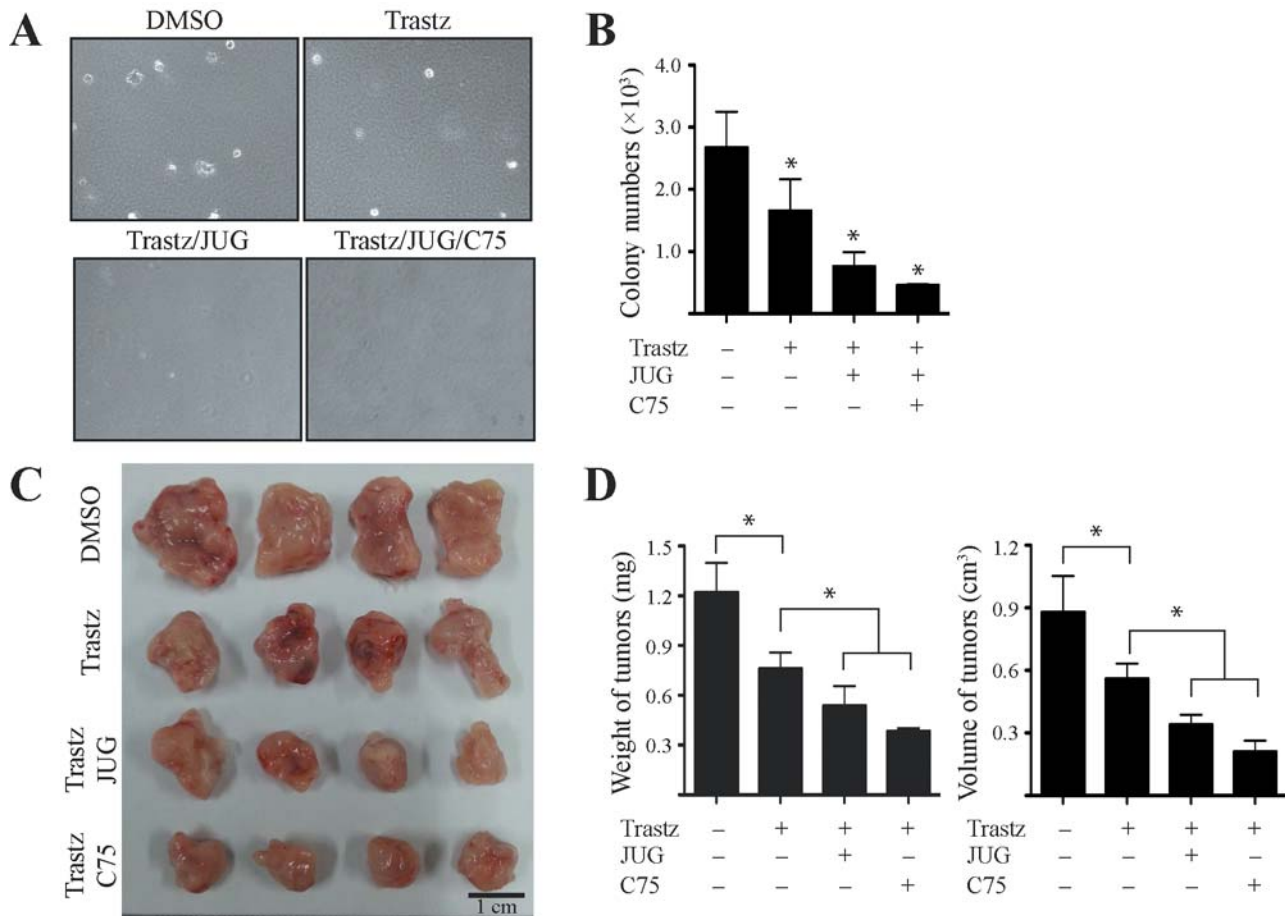 A
DMSO
Trastz
Trastz/JUG
Trastz/JUG/C75
B
Colony numbers (×10³)
4.0
3.0
2.0
1.0
* * *
Trastz – + + +
JUG – – + +
C75 – – – +
C
DMSO
Trastz
Trastz
JUG
Trastz
C75
1 cm
D
Weight of tumors (mg)
1.5
1.2
0.9
0.6
0.3
*
*
Trastz – + + +
JUG – – + –
C75 – – – +
Volume of tumors (cm³)
1.2
0.9
0.6
0.3
*
*
Trastz – + + +
JUG – – + –
C75 – – – +